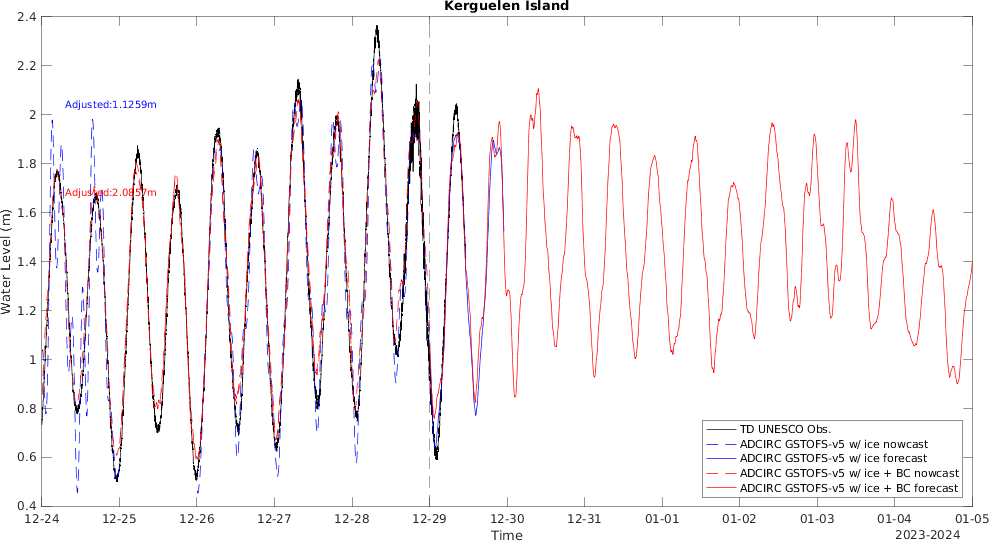 Kerguelen Island
2.4
2.2
2
1.8
1.6
1.4
1.2
1
0.8
0.6
0.4
Water Level (m)
Adjusted:1.1259m
Adjusted:2.0857m
TD UNESCO Obs.
ADCIRC GSTOFS-v5 w/ ice nowcast
ADCIRC GSTOFS-v5 w/ ice forecast
ADCIRC GSTOFS-v5 w/ ice + BC nowcast
ADCIRC GSTOFS-v5 w/ ice + BC forecast
12-24 12-25 12-26 12-27 12-28 12-29 12-30 12-31 01-01 01-02 01-03 01-04 01-05
Time
2023-2024